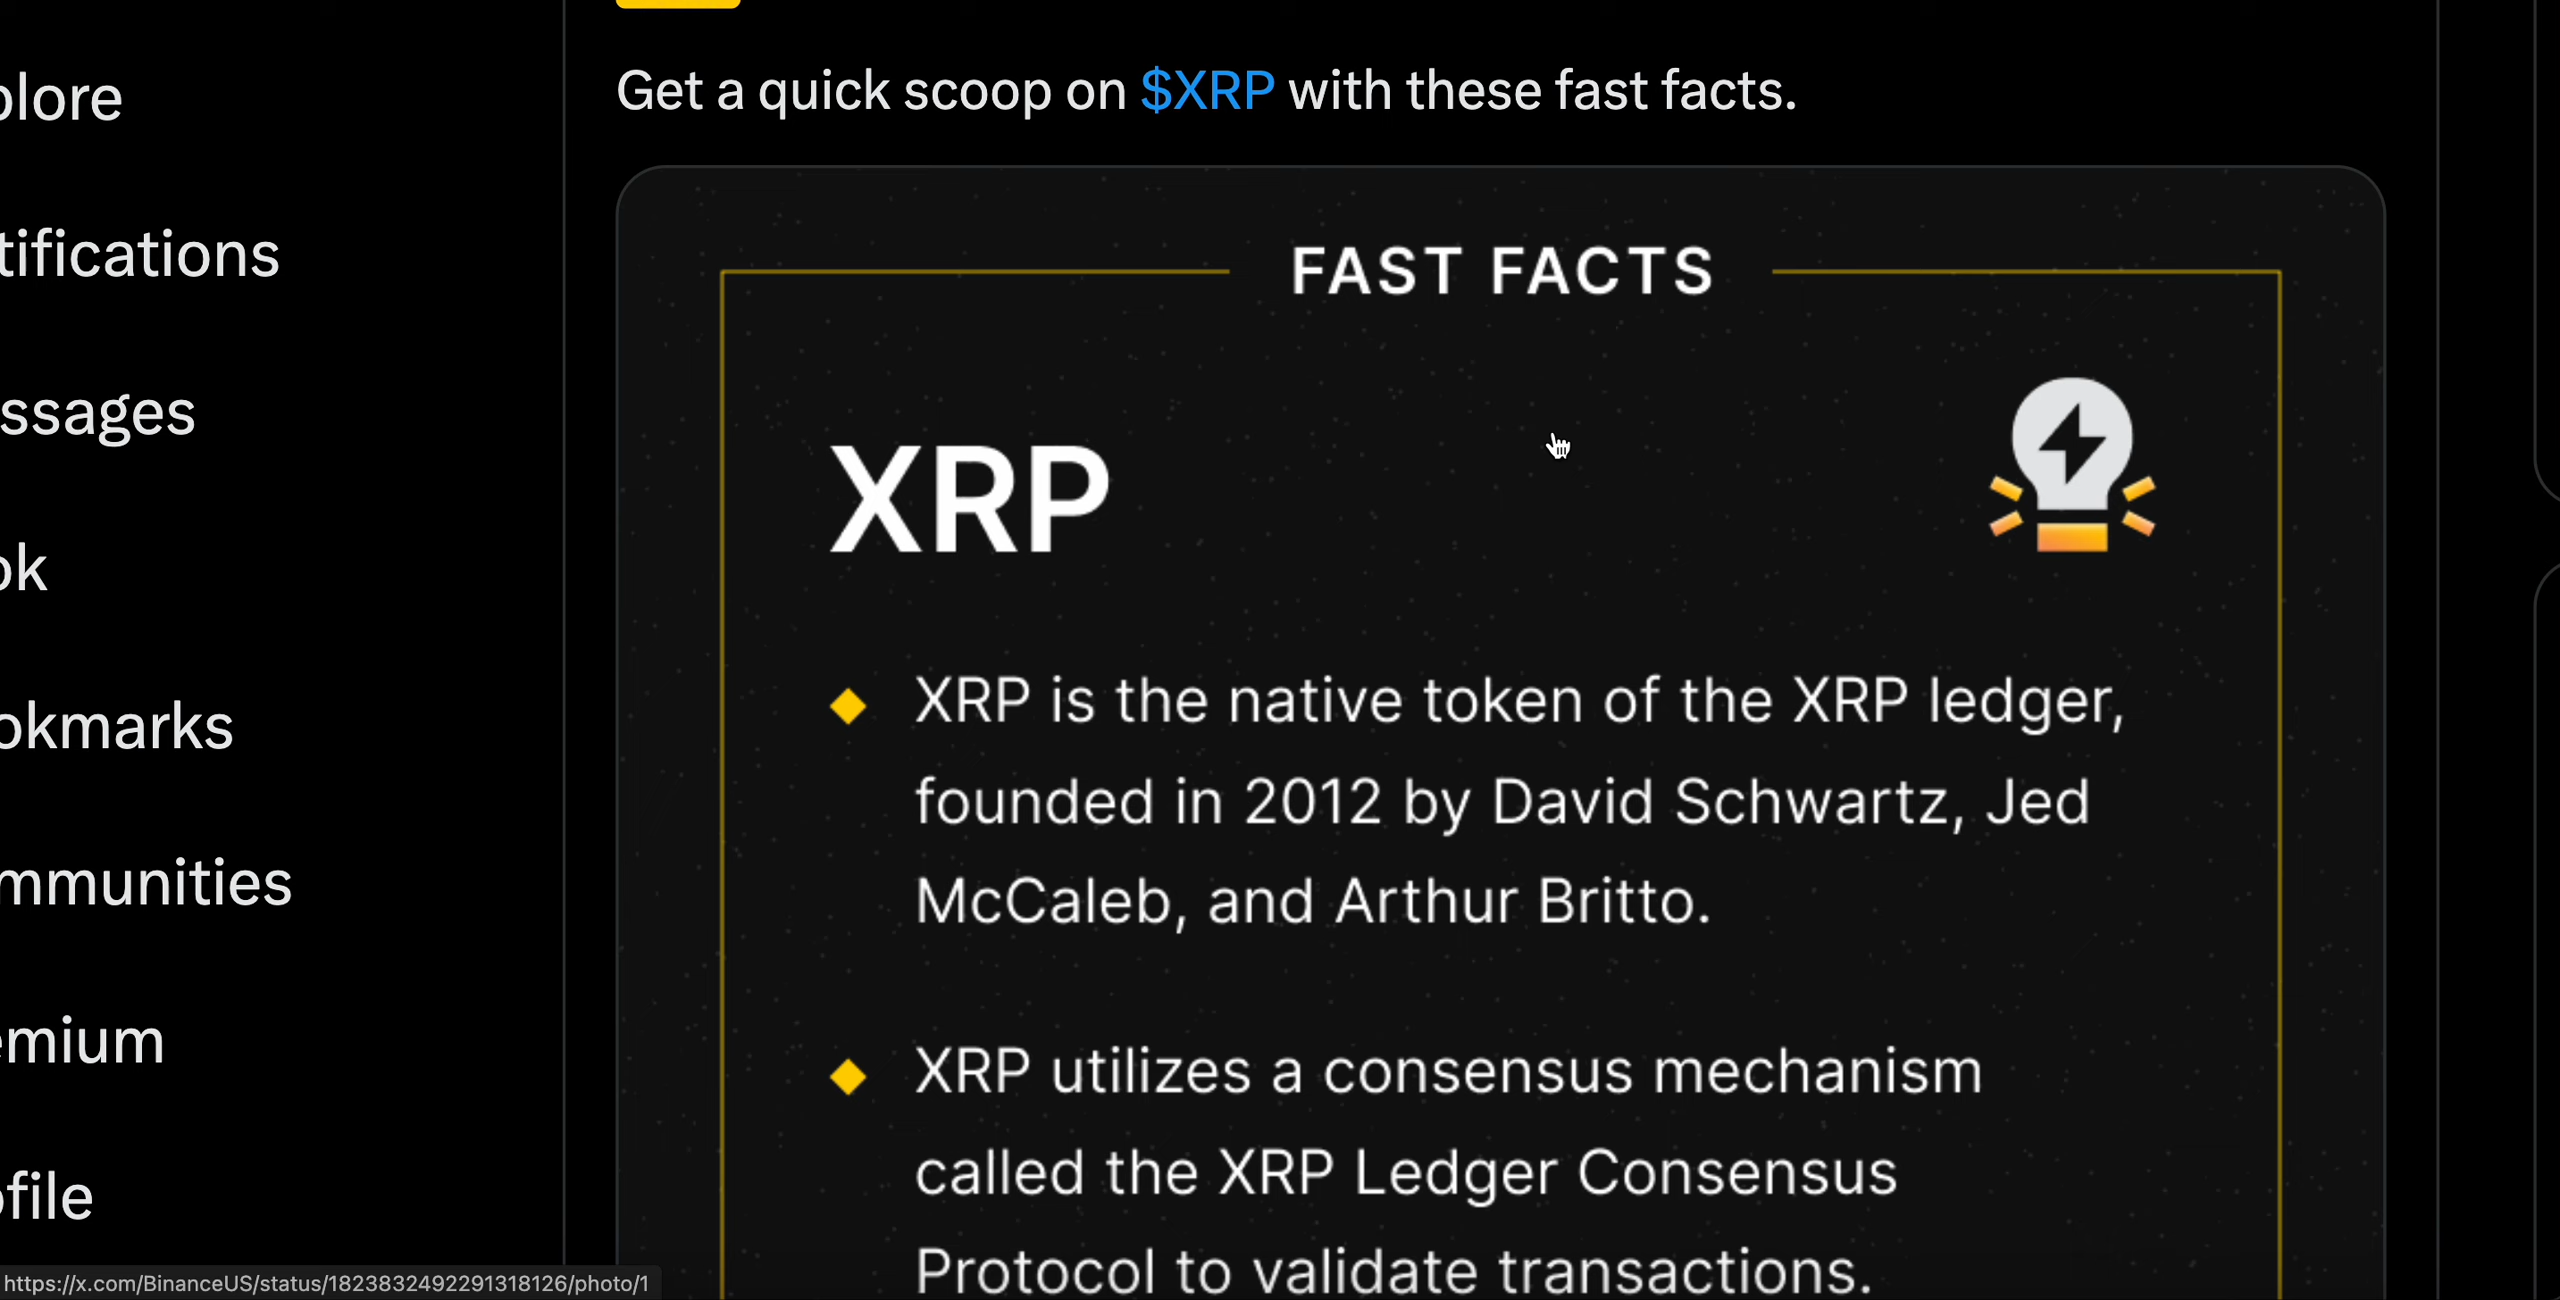 plore
tifications
ssages
ok
okmarks
mmunities
emium
ofile
Get a quick scoop on $XRP with these fast facts.
FAST FACTS
XRP
XRP is the native token of the XRP ledger,
founded in 2012 by David Schwartz, Jed
McCaleb, and Arthur Britto.
XRP utilizes a consensus mechanism
called the XRP Ledger Consensus
Protocol to validate transactions.
https://x.com/BinanceUS/status/1823832492291318126/photo/1